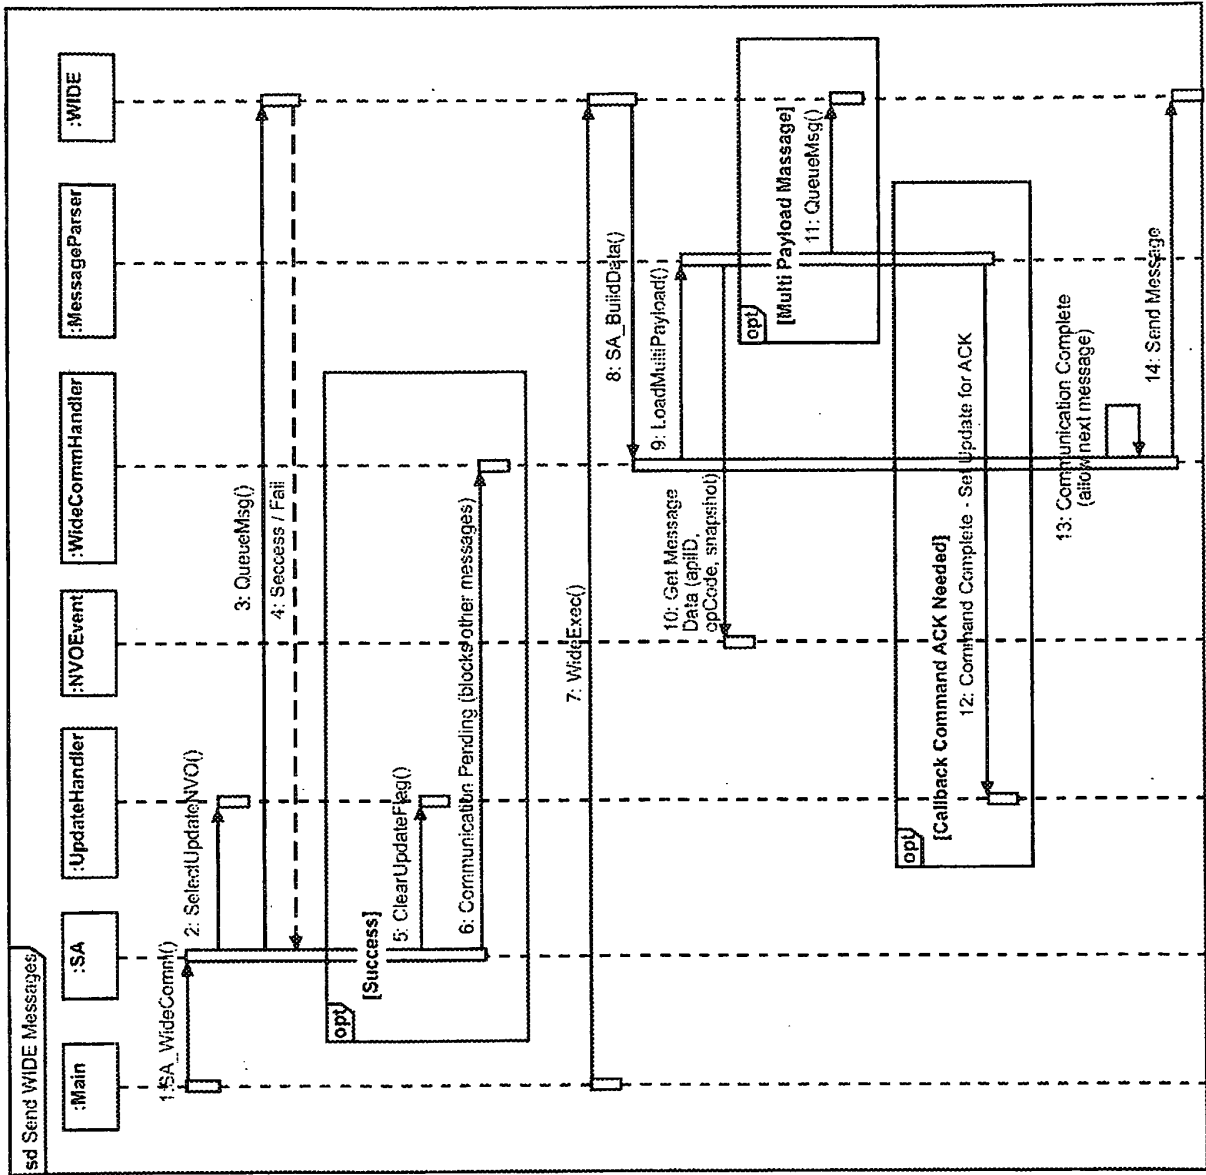 sd Send WIDE Messages
:Main
:SA
:UpdateHandler
:NVOEvent
:WideCommHandler
:MessageParser
:WIDE
1:SA_WideComm()
2: SelectUpdateNVO()
3: QueueMsg()
4: Seccess / Fail
opt
[Success]
5: ClearUpdateFlag()
6: Communication Pending (blocks other messages)
7: WideExec()
8: SA_BuildData()
9: LoadMultiPayload()
10: Get Message
Data (apiID,
opCode, snapshot)
opt
[Multi Payload Massage]
11: QueueMsg()
opt
[Callback Command ACK Needed]
12: Command Complete - Set Update for ACK
13: Communication Complete
(allow next message)
14: Send Message